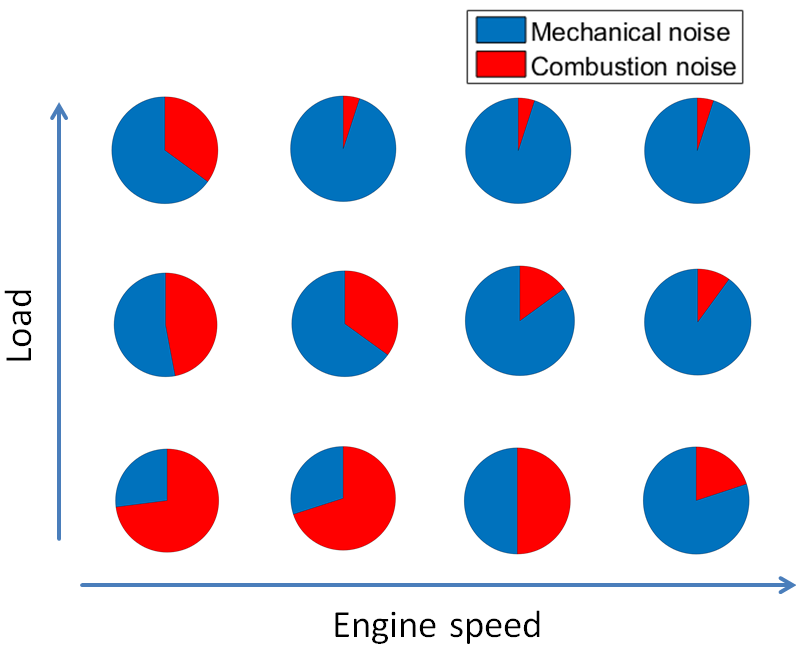 Mechanical noise
Combustion noise
Load
Engine speed